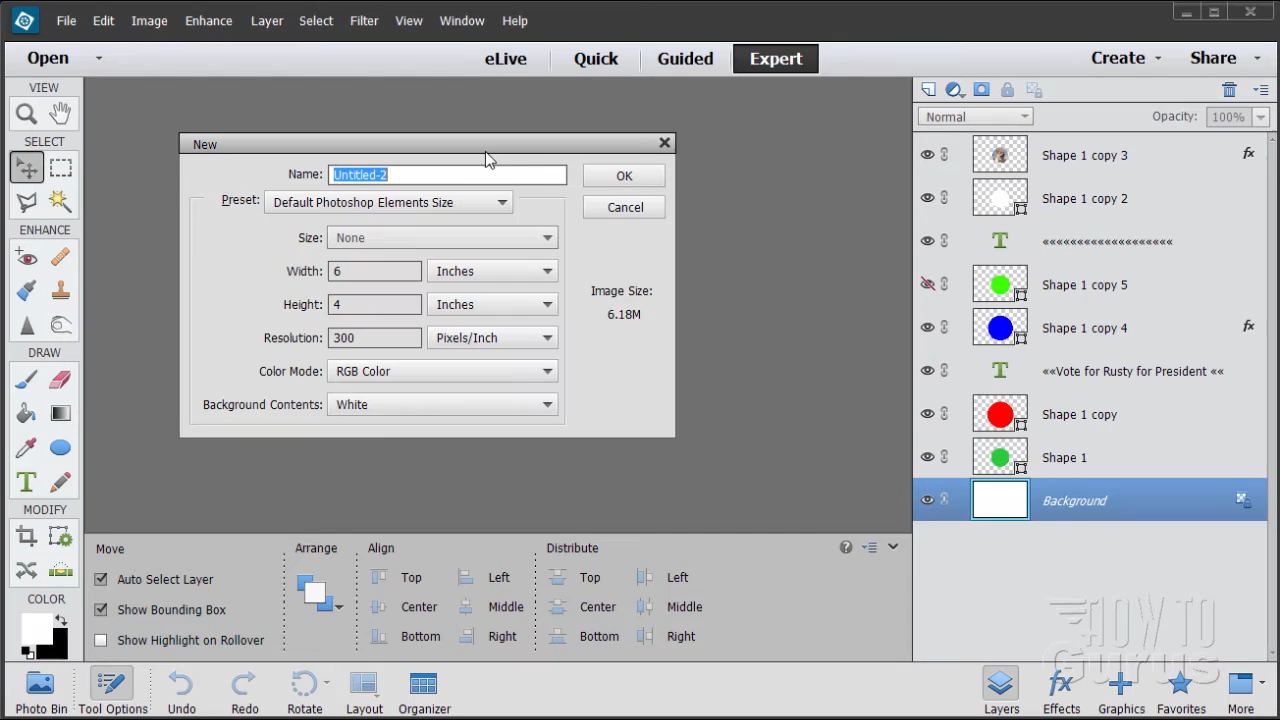 File Edit Image Enhance Layer Select Filter View Window Help
Open eLive Quick Guided Expert Create Share
VIEW
SELECT
ENHANCE
DRAW
T
MODIFY
COLOR
New
Name: Untitled-2 OK
Preset: Default Photoshop Elements Size Cancel
Size: None
Width: 6 Inches
Height: 4 Inches
Resolution: 300 Pixels/Inch
Color Mode: RGB Color
Background Contents: White
Image Size:
6.18M
Normal Opacity: 100%
Shape 1 copy 3 fx
Shape 1 copy 2
T «««««««««««««««««««
Shape 1 copy 5
Shape 1 copy 4 fx
T ««Vote for Rusty for President ««
Shape 1 copy
Shape 1
Background
Move Arrange Align Distribute
Auto Select Layer Top Left Top Left
Show Bounding Box Center Middle Center Middle
Show Highlight on Rollover Bottom Right Bottom Right
HOW TO
Gurus
Photo Bin Tool Options Undo Redo Rotate Layout Organizer Layers fx Effects Graphics Favorites More